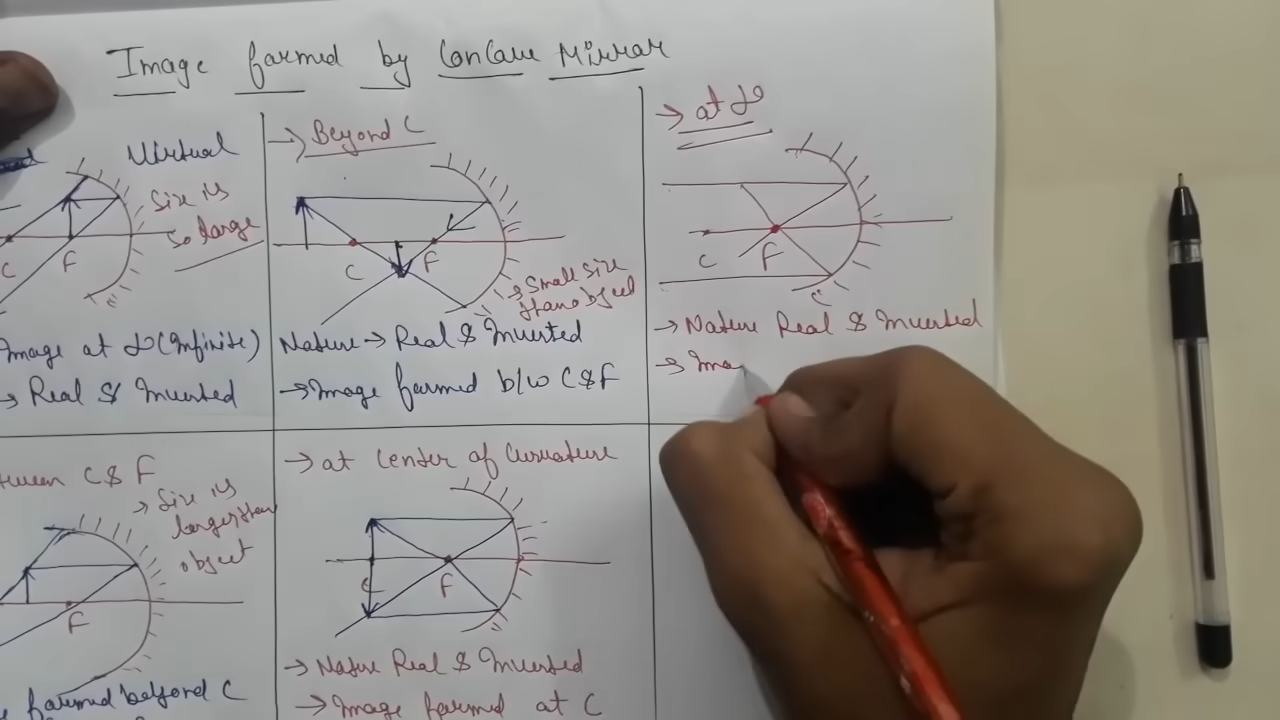 Image formed by Concave Mirror
Virtual
Size is
so large
C F
Image at ∞ (Infinite)
→ Real & Inverted
→ Beyond C
C F
→ Small size
than object
Nature → Real & Inverted
→ Image formed b/w C & F
→ at ∞
C F
→ Nature Real & Inverted
→ Ima
C & F
→ Size is
larger than
object
F
formed beyond C
→ at Center of Curvature
C F
→ Nature Real & Inverted
→ Image formed at C